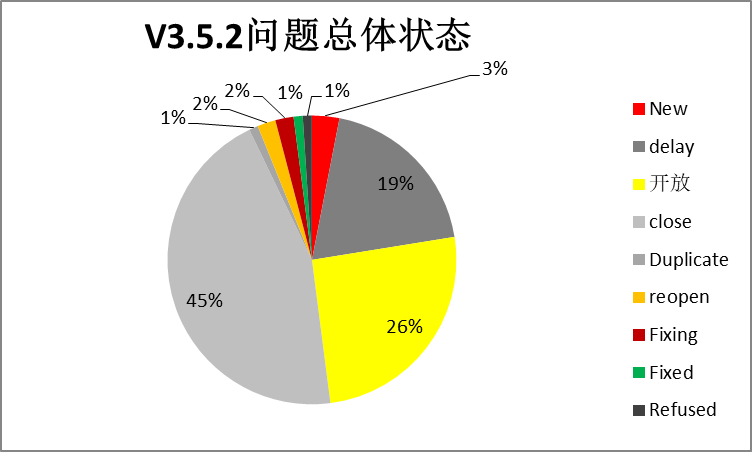 V3.5.2问题总体状态
3%
1%
1%
2%
2%
1%
19%
45%
26%
New
delay
开放
close
Duplicate
reopen
Fixing
Fixed
Refused